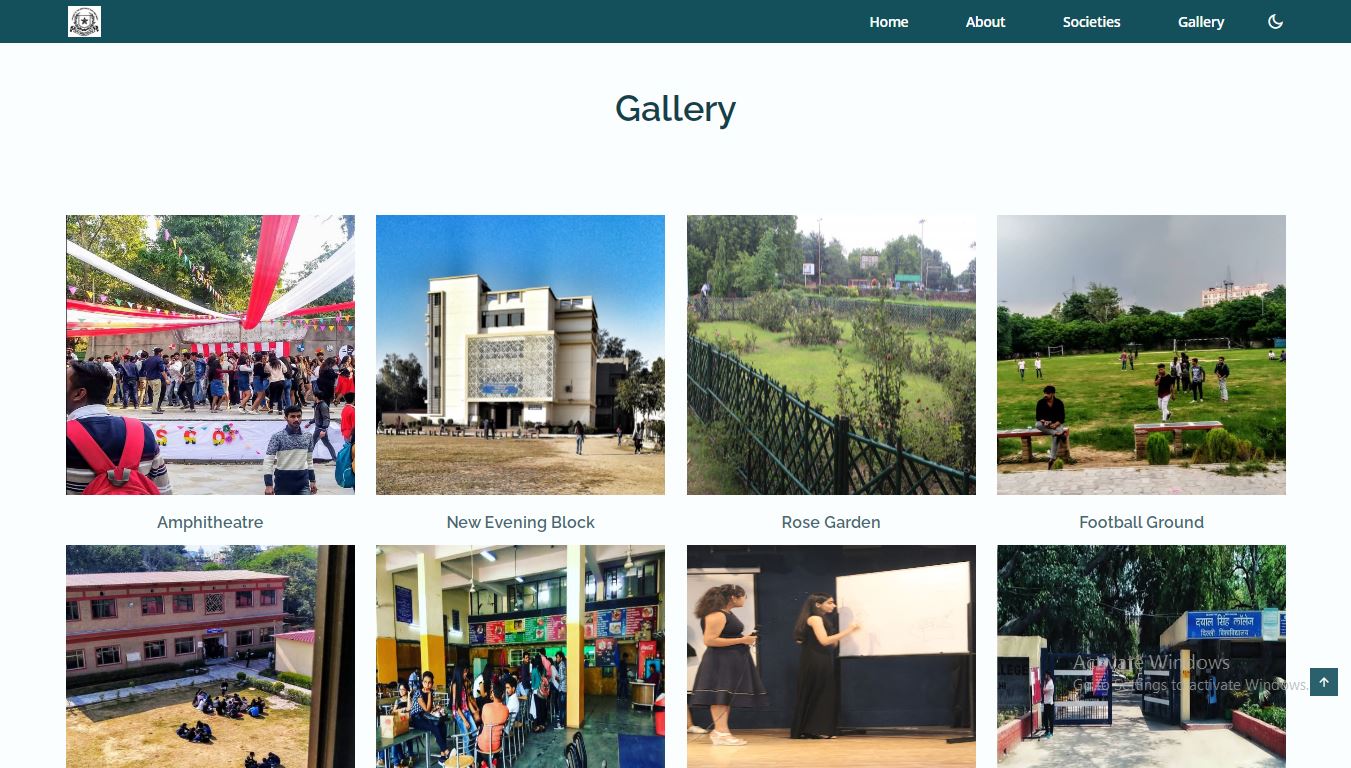 Home About Societies Gallery
Gallery
Amphitheatre New Evening Block Rose Garden Football Ground
दयाल सिंह कॉलेज
दिल्ली विश्वविद्यालय
Activate Windows
Go to Settings to activate Windows.